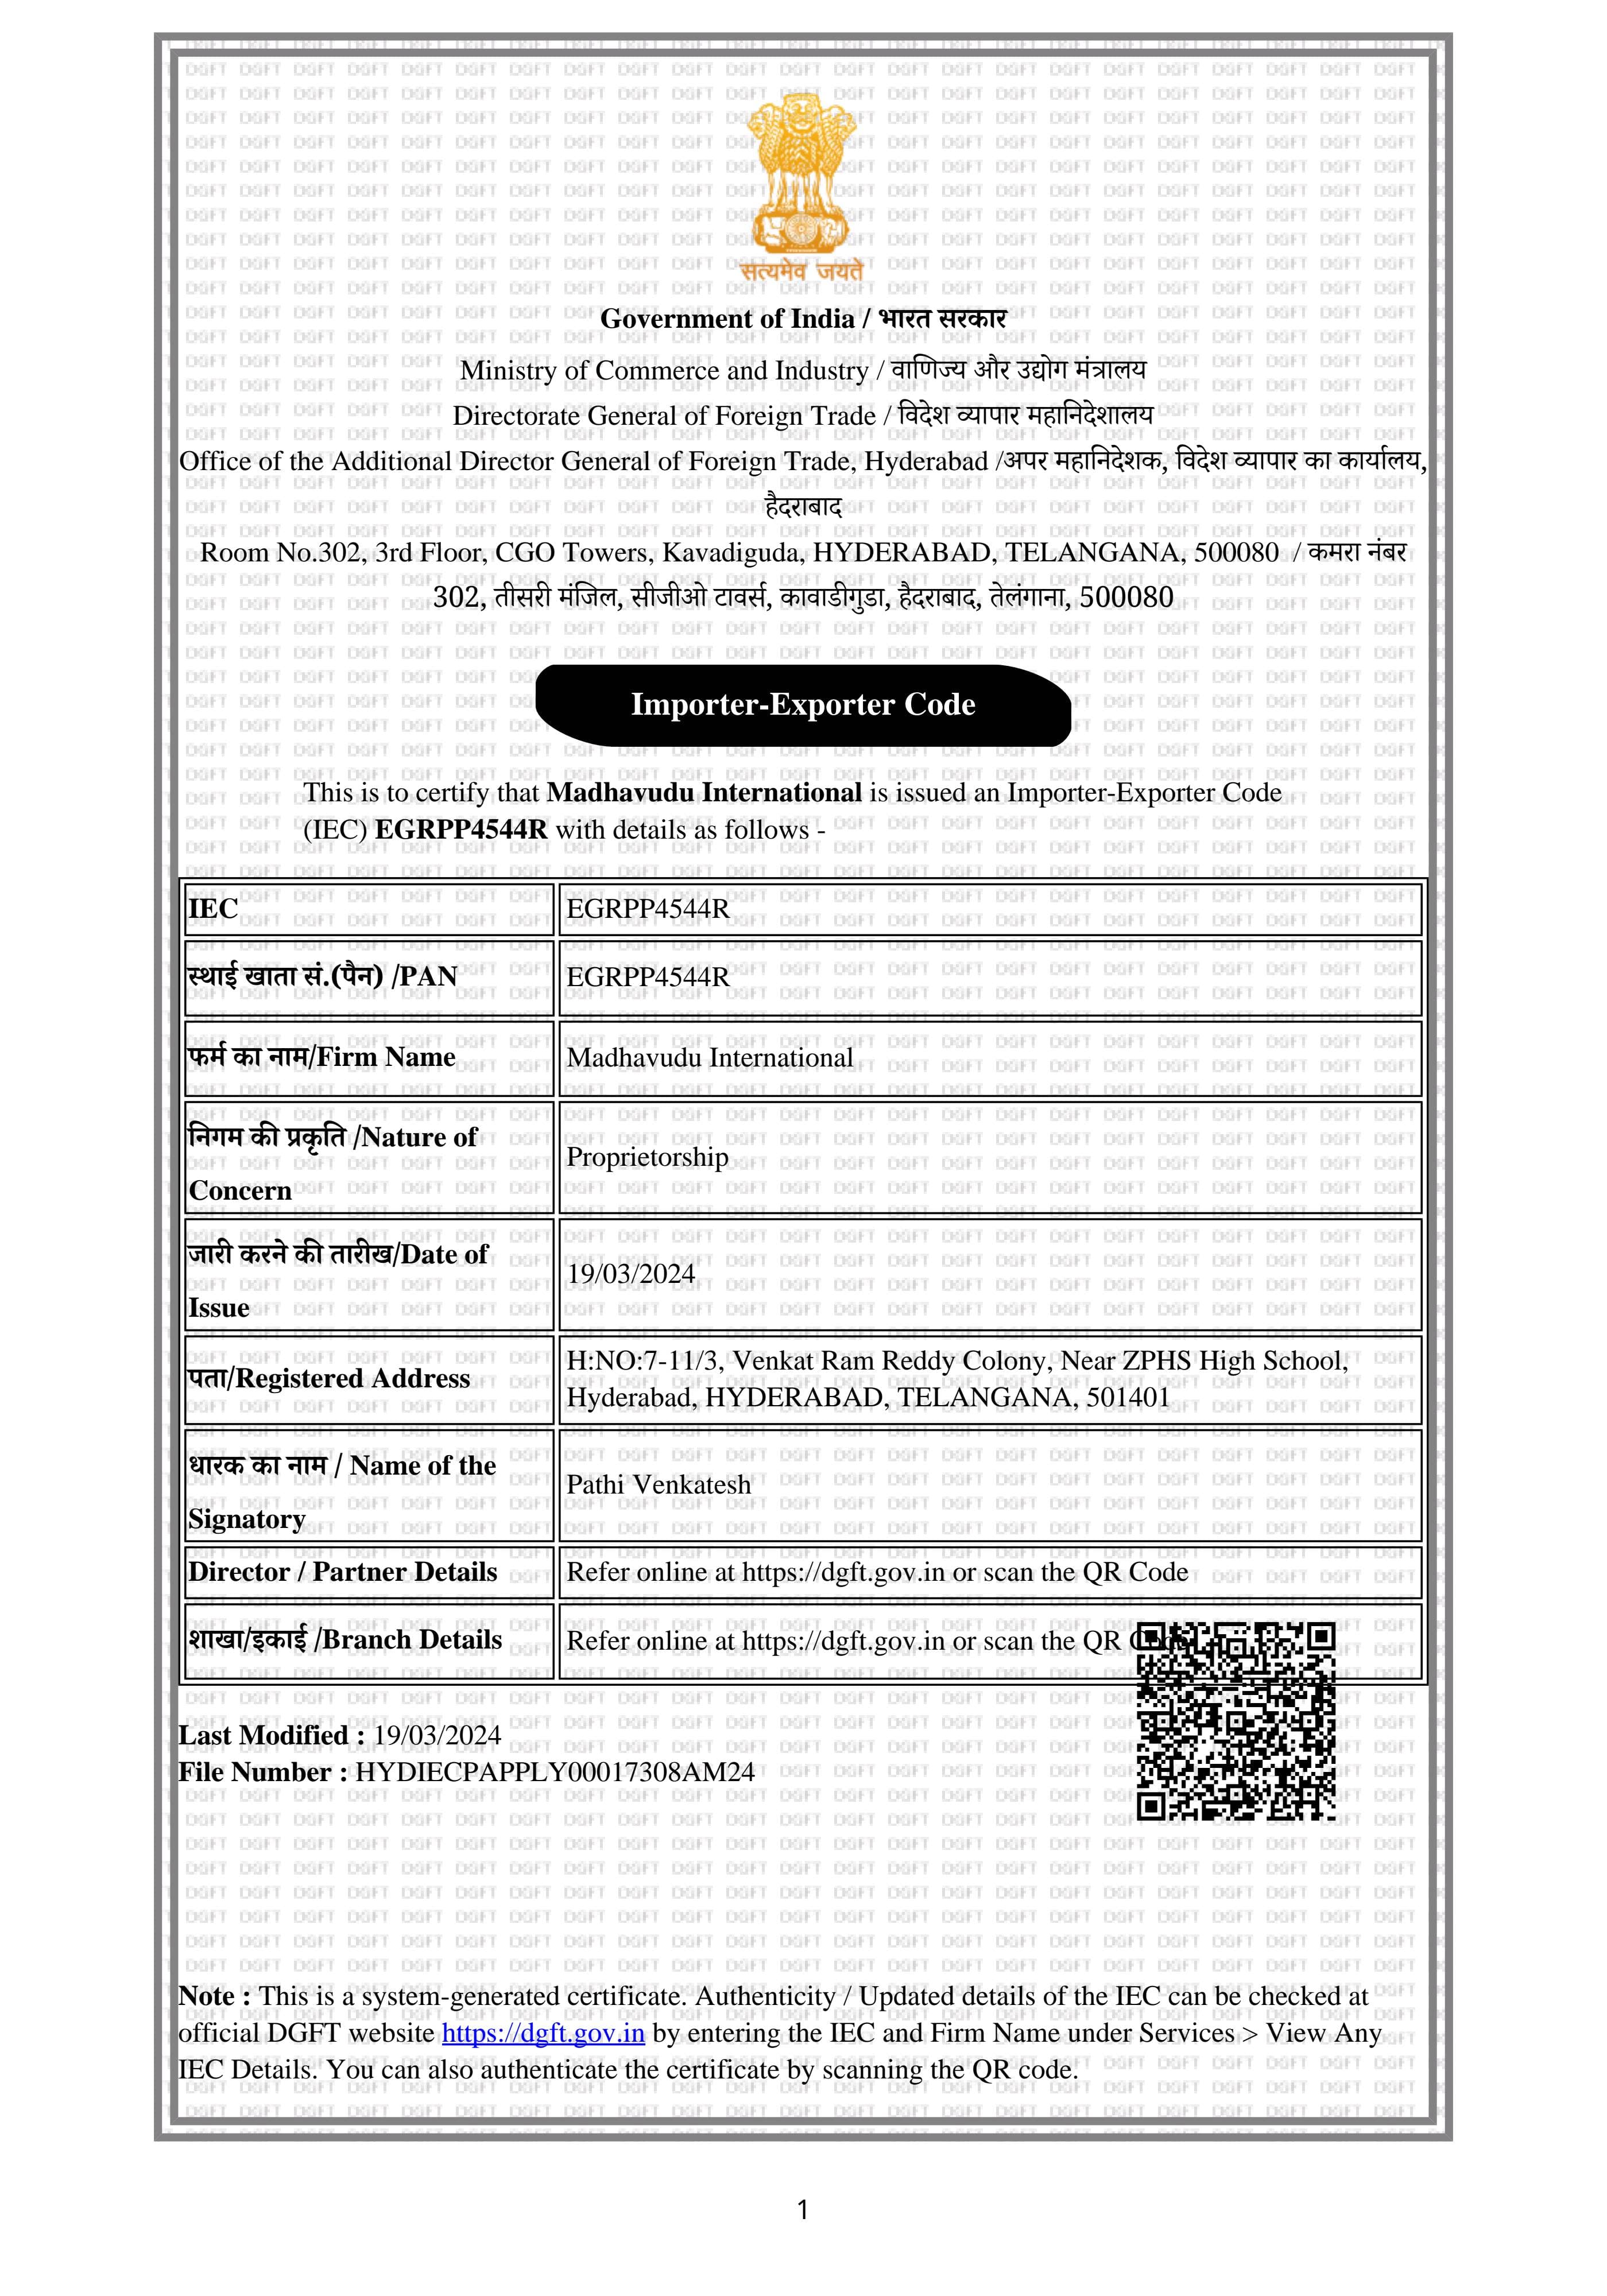 सत्यमेव जयते
Government of India / भारत सरकार
Ministry of Commerce and Industry / वाणिज्य और उद्योग मंत्रालय
Directorate General of Foreign Trade / विदेश व्यापार महानिदेशालय
Office of the Additional Director General of Foreign Trade, Hyderabad /अपर महानिदेशक, विदेश व्यापार का कार्यालय,
हैदराबाद
Room No.302, 3rd Floor, CGO Towers, Kavadiguda, HYDERABAD, TELANGANA, 500080 / कमरा नंबर
302, तीसरी मंजिल, सीजीओ टावर्स, कावाडीगुडा, हैदराबाद, तेलंगाना, 500080
Importer-Exporter Code
This is to certify that Madhavudu International is issued an Importer-Exporter Code
(IEC) EGRPP4544R with details as follows -
IEC EGRPP4544R
स्थाई खाता सं.(पैन) /PAN EGRPP4544R
फर्म का नाम/Firm Name Madhavudu International
निगम की प्रकृति /Nature of
Concern
Proprietorship
जारी करने की तारीख/Date of
Issue
19/03/2024
पता/Registered Address
H:NO:7-11/3, Venkat Ram Reddy Colony, Near ZPHS High School,
Hyderabad, HYDERABAD, TELANGANA, 501401
धारक का नाम / Name of the
Signatory
Pathi Venkatesh
Director / Partner Details Refer online at https://dgft.gov.in or scan the QR Code
शाखा/इकाई /Branch Details Refer online at https://dgft.gov.in or scan the QR Code
Last Modified : 19/03/2024
File Number : HYDIECPAPPLY00017308AM24
Note : This is a system-generated certificate. Authenticity / Updated details of the IEC can be checked at
official DGFT website https://dgft.gov.in by entering the IEC and Firm Name under Services > View Any
IEC Details. You can also authenticate the certificate by scanning the QR code.
1